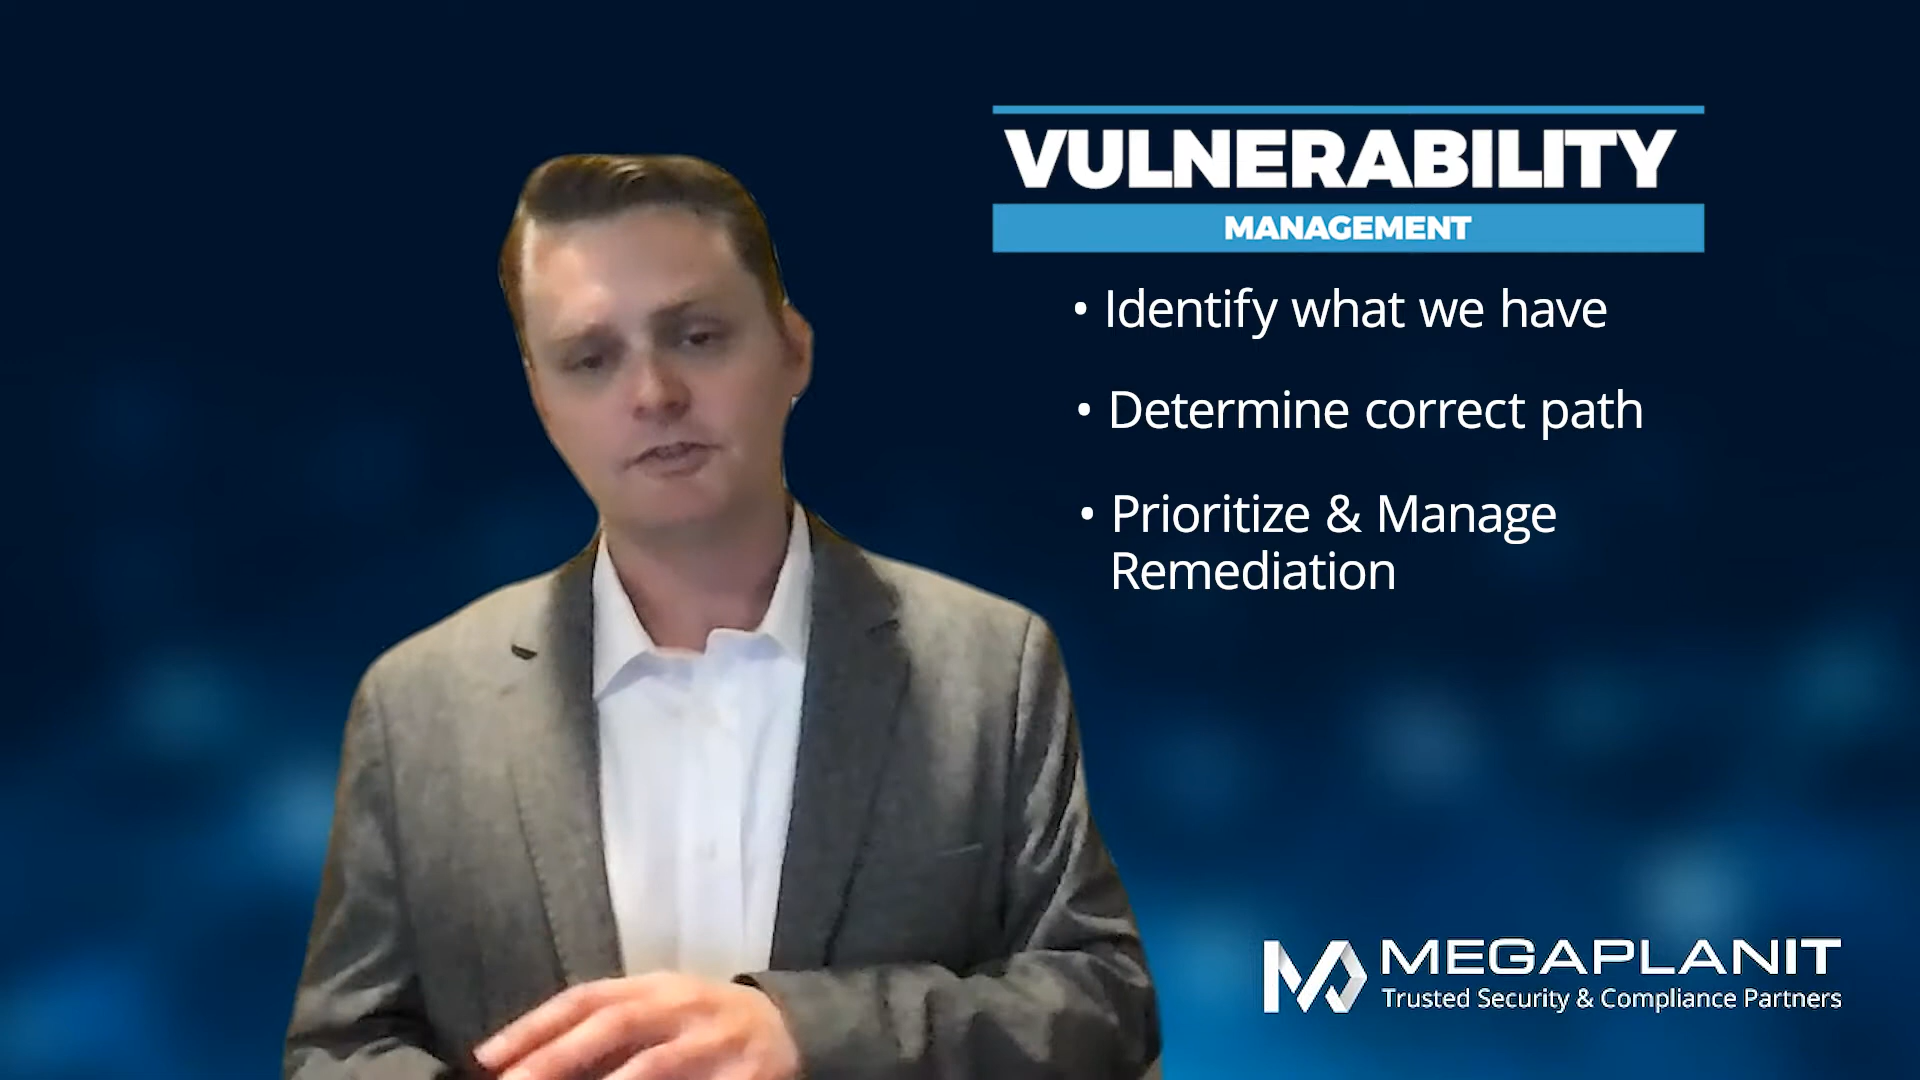 VULNERABILITY
MANAGEMENT
• Identify what we have
• Determine correct path
• Prioritize & Manage
Remediation
MEGAPLANIT
Trusted Security & Compliance Partners